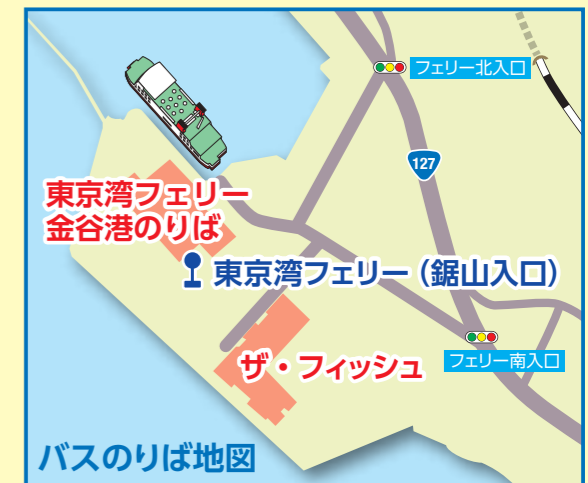 フェリー北入口
127
東京湾フェリー
金谷港のりば
東京湾フェリー（鋸山入口）
ザ・フィッシュ
フェリー南入口
バスのりば地図